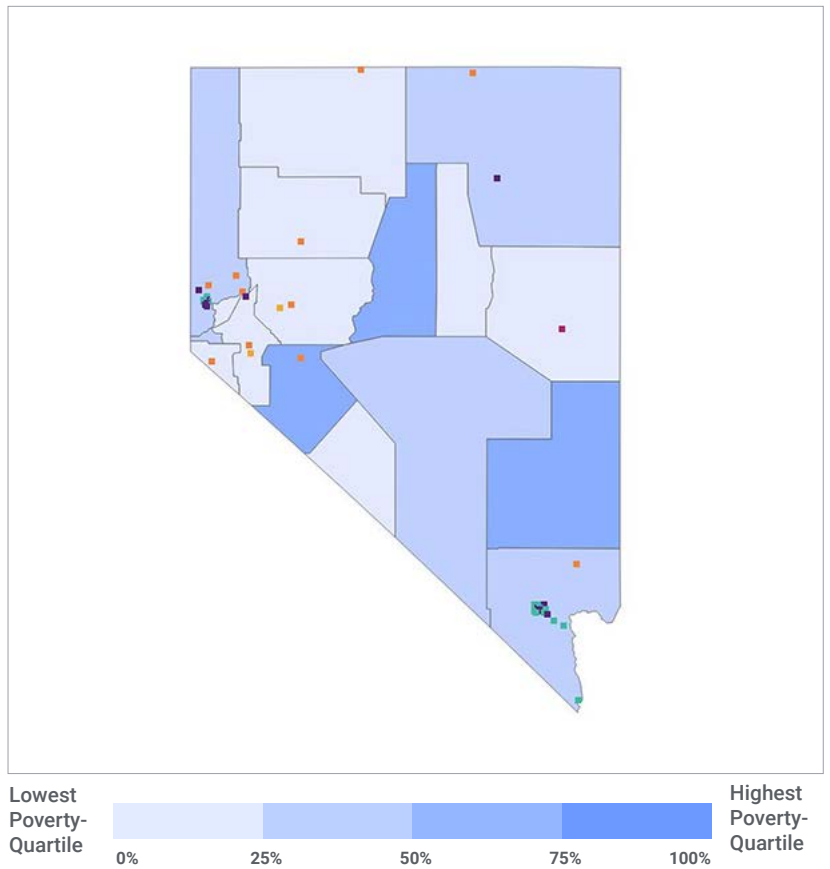 Lowest
Poverty-
Quartile
0%
25%
50%
75%
100%
Highest
Poverty-
Quartile